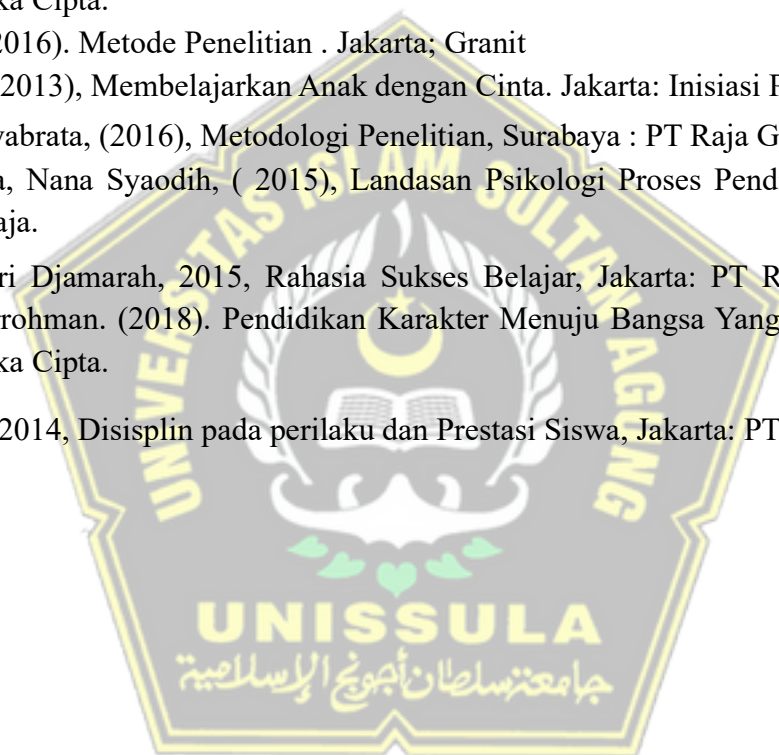 ka Cipta.
2016). Metode Penelitian . Jakarta; Granit
2013), Membelajarkan Anak dengan Cinta. Jakarta: Inisiasi P
yabrata, (2016), Metodologi Penelitian, Surabaya : PT Raja G
a, Nana Syaodih, ( 2015), Landasan Psikologi Proses Pend
aja.
ri Djamarah, 2015, Rahasia Sukses Belajar, Jakarta: PT R
rrohman. (2018). Pendidikan Karakter Menuju Bangsa Yang
ka Cipta.
2014, Disisplin pada perilaku dan Prestasi Siswa, Jakarta: PT
UNIVERSITAS ISLAM SULTAN AGUNG
UNISSULA
جامعة سلطان أجونج الإسلامية